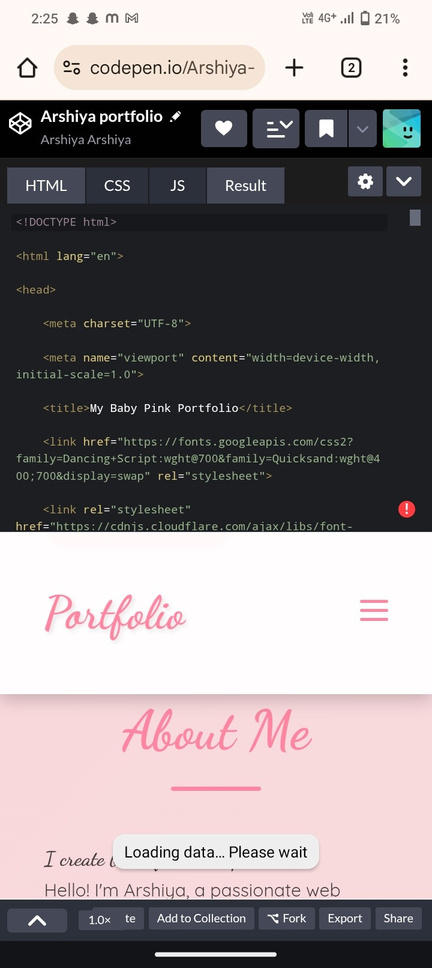 2:25
4G+
21%
codepen.io/Arshiya-
2
Arshiya portfolio
Arshiya Arshiya
HTML CSS JS Result
<!DOCTYPE html>
<html lang="en">
<head>
<meta charset="UTF-8">
<meta name="viewport" content="width=device-width,
initial-scale=1.0">
<title>My Baby Pink Portfolio</title>
<link href="https://fonts.googleapis.com/css2?
family=Dancing+Script:wght@700&family=Quicksand:wght@4
00;700&display=swap" rel="stylesheet">
<link rel="stylesheet"
href="https://cdnjs.cloudflare.com/ajax/libs/font-
Portfolio
About Me
Loading data... Please wait
I create
Hello! I'm Arshiya, a passionate web
1.0× te Add to Collection Fork Export Share